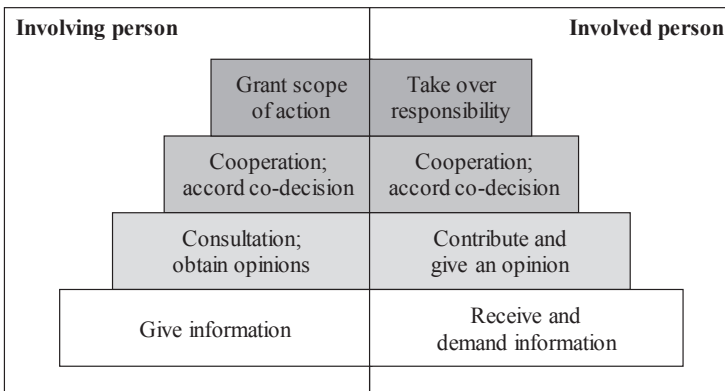 Involving person
Involved person
Grant scope
of action
Take over
responsibility
Cooperation;
accord co-decision
Cooperation;
accord co-decision
Consultation;
obtain opinions
Contribute and
give an opinion
Give information
Receive and
demand information